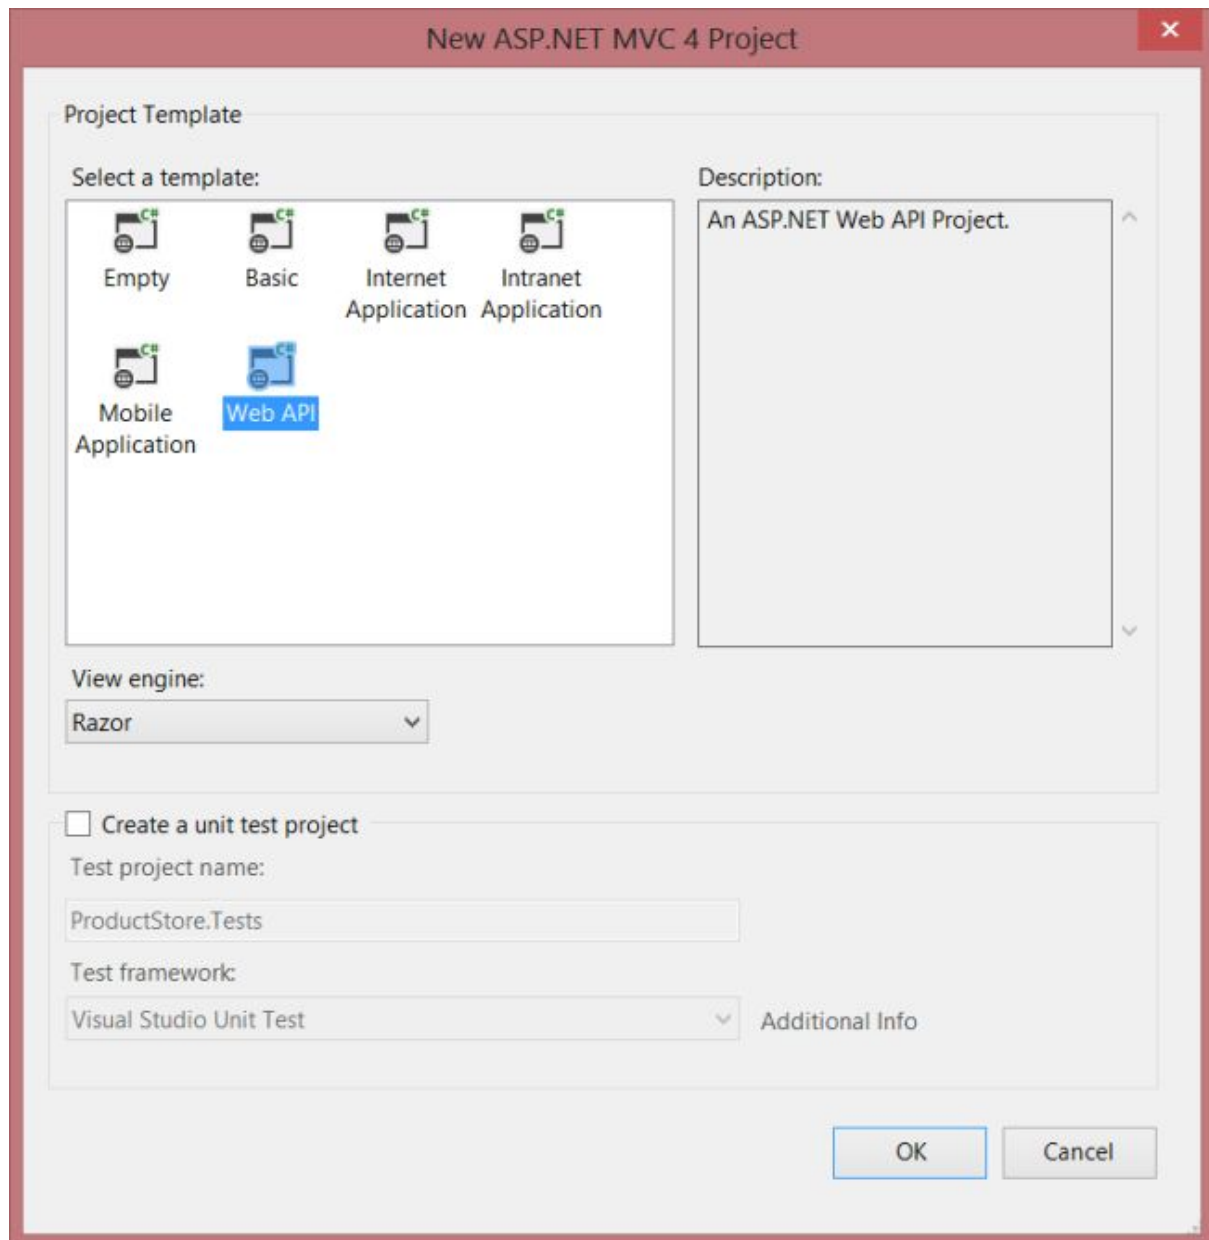 New ASP.NET MVC 4 Project
Project Template
Select a template:
Description:
C# C# C# C#
An ASP.NET Web API Project.
Empty Basic Internet Application Intranet Application
C# C#
Mobile Application Web API
View engine:
Razor
Create a unit test project
Test project name:
ProductStore.Tests
Test framework:
Visual Studio Unit Test
Additional Info
OK Cancel